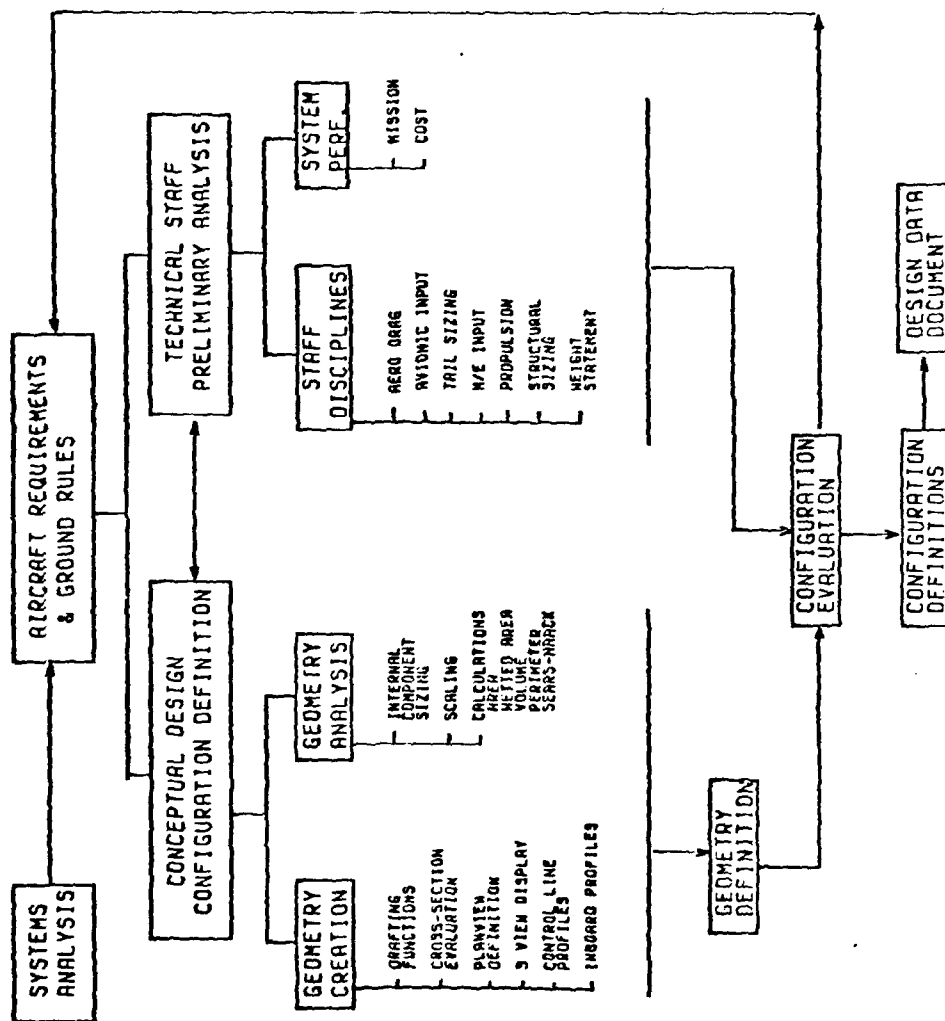 SYSTEMS
ANALYSIS
AIRCRAFT REQUIREMENTS
& GROUND RULES
CONCEPTUAL DESIGN
CONFIGURATION DEFINITION
TECHNICAL STAFF
PRELIMINARY ANALYSIS
GEOMETRY
CREATION
DRAFTING
FUNCTIONS
CROSS-SECTION
EVALUATION
PLANVIEW
DEFINITION
3 VIEW DISPLAY
CONTROL LINE
PROFILES
INBOARD PROFILES
GEOMETRY
ANALYSIS
INTERNAL
COMPONENT
SIZING
SCALING
CALCULATIONS
AREA
WETTED AREA
VOLUME
PERIMETER
SEARS-HAACK
STAFF
DISCIPLINES
AERO DRAG
AVIONIC INPUT
TAIL SIZING
M/E INPUT
PROPULSION
STRUCTURAL
SIZING
WEIGHT
STATEMENT
SYSTEM
PERF.
MISSION
COST
GEOMETRY
DEFINITION
CONFIGURATION
EVALUATION
CONFIGURATION
DEFINITIONS
DESIGN DATA
DOCUMENT